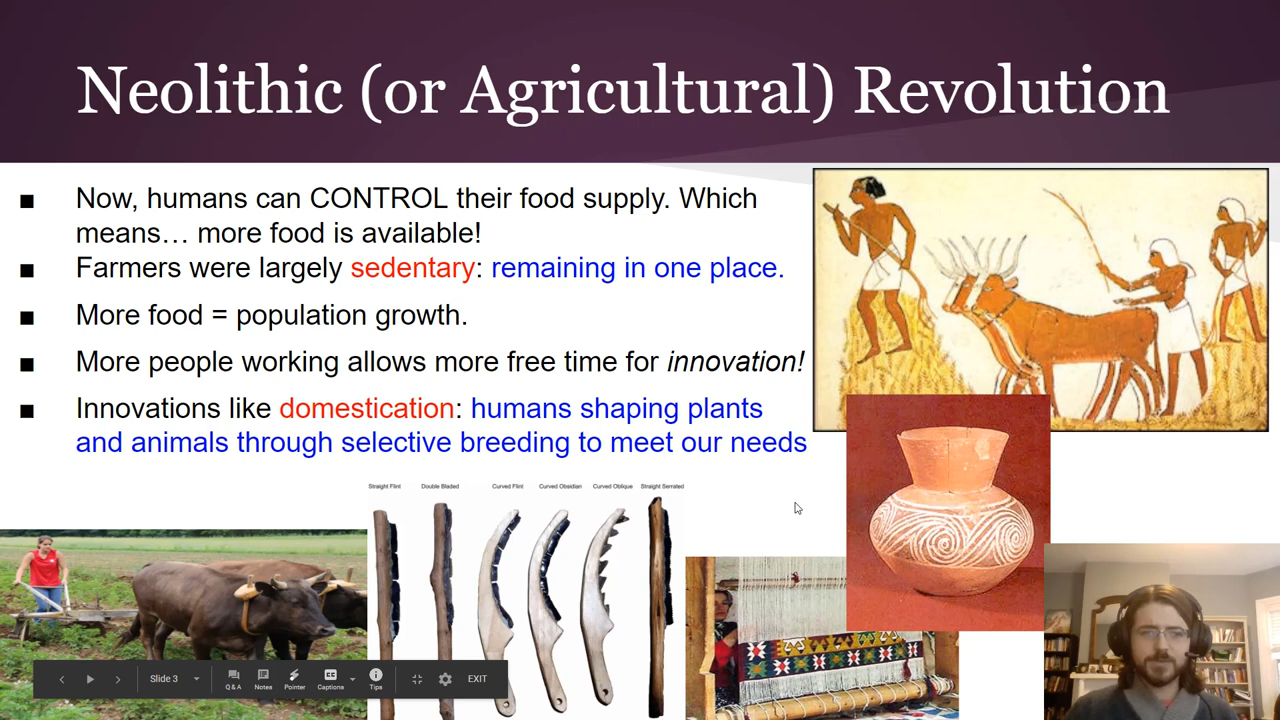 Neolithic (or Agricultural) Revolution
■ Now, humans can CONTROL their food supply. Which
means… more food is available!
■ Farmers were largely sedentary: remaining in one place.
■ More food = population growth.
■ More people working allows more free time for innovation!
■ Innovations like domestication: humans shaping plants
and animals through selective breeding to meet our needs
Straight Flint Double Bladed Curved Flint Curved Obsidian Curved Oblique Straight Serrated
Slide 3 Q & A Notes Pointer Captions Tips EXIT